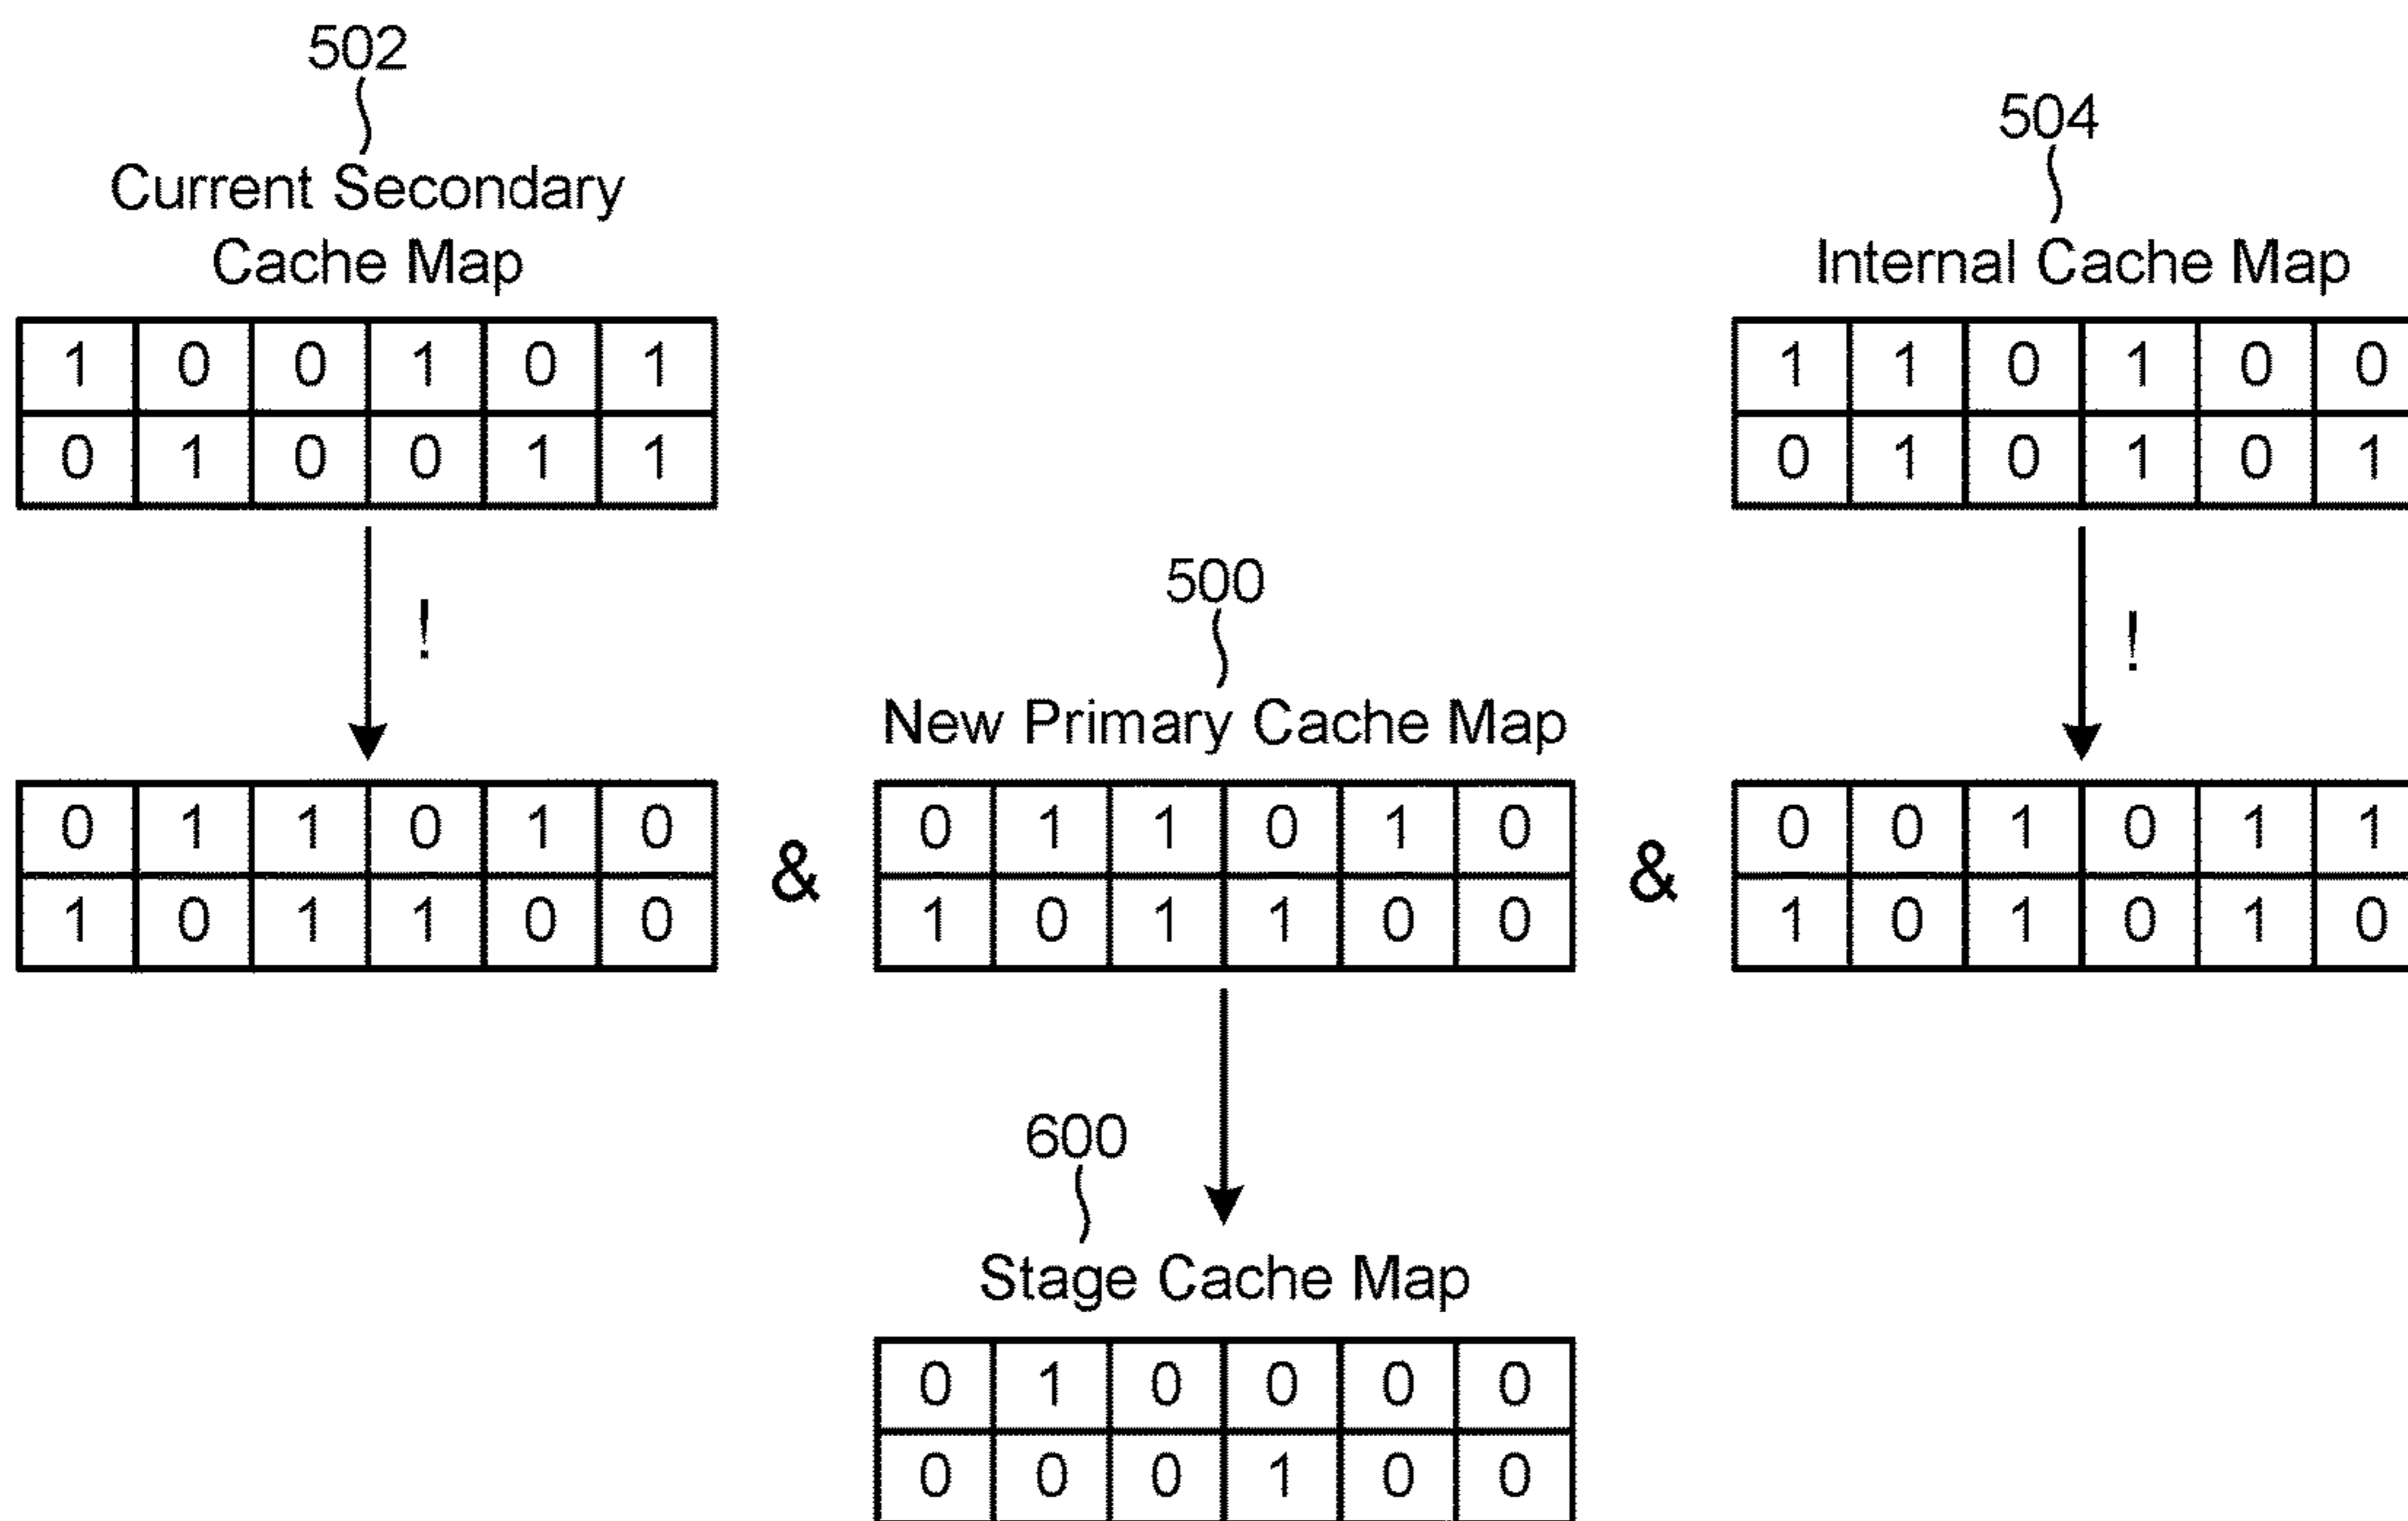 502
Current Secondary
Cache Map
1 0 0 1 0 1
0 1 0 0 1 1
504
Internal Cache Map
1 1 0 1 0 0
0 1 0 1 0 1
!
!
500
New Primary Cache Map
0 1 1 0 1 0
1 0 1 1 0 0
&
0 1 1 0 1 0
1 0 1 1 0 0
&
0 0 1 0 1 1
1 0 1 0 1 0
600
Stage Cache Map
0 1 0 0 0 0
0 0 0 1 0 0